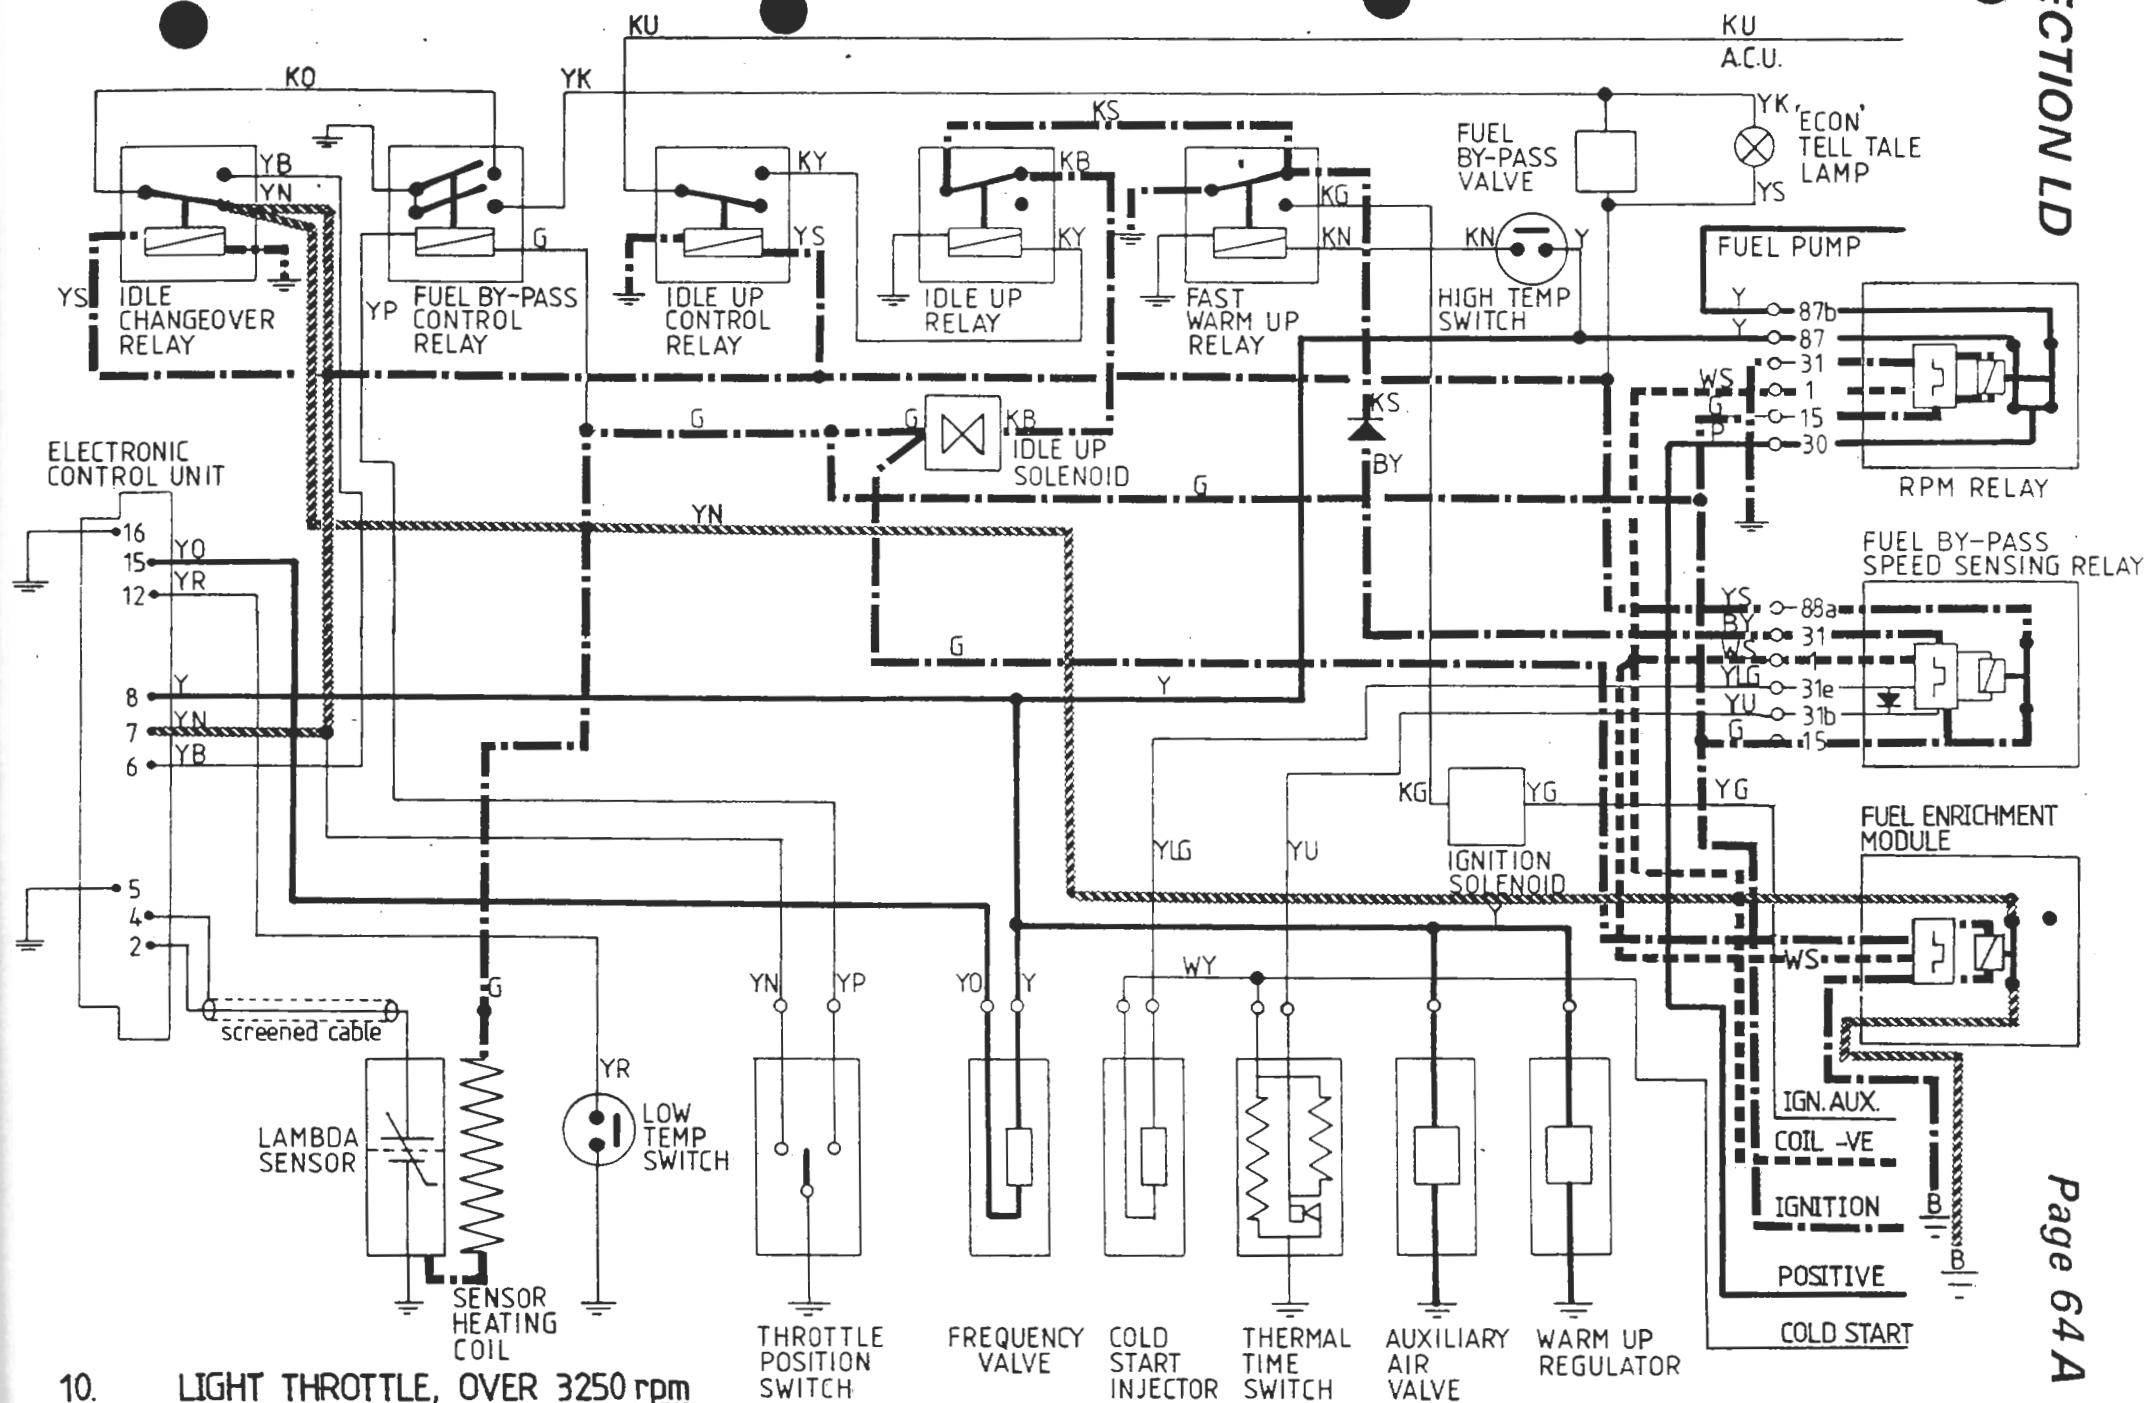 KU
KU
A.C.U.
KO
YK
KS
YK
'ECON'
TELL TALE
LAMP
YS
FUEL
BY-PASS
VALVE
YB
YN
KY
KB
KG
G
YS
KY
KN
KN
Y
FUEL PUMP
YS
IDLE
CHANGEOVER
RELAY
YP
FUEL BY-PASS
CONTROL
RELAY
IDLE UP
CONTROL
RELAY
IDLE UP
RELAY
FAST
WARM UP
RELAY
HIGH TEMP
SWITCH
Y
87b
Y
87
31
WS
1
G
15
P
30
RPM RELAY
G
G
KB
IDLE UP
SOLENOID
KS
BY
G
ELECTRONIC
CONTROL UNIT
YN
16
15
YO
12
YR
8
Y
7
YN
6
YB
5
4
2
G
Y
FUEL BY-PASS
SPEED SENSING RELAY
YS
88a
BY
31
WS
1
YLG
31e
YU
31b
G
15
KG
YG
YG
IGNITION
SOLENOID
YLG
YU
Y
FUEL ENRICHMENT
MODULE
WS
WY
G
YN
YP
YO
Y
screened cable
YR
LAMBDA
SENSOR
LOW
TEMP
SWITCH
IGN. AUX.
COIL -VE
IGNITION
B
B
POSITIVE
COLD START
SENSOR
HEATING
COIL
THROTTLE
POSITION
SWITCH
FREQUENCY
VALVE
COLD
START
INJECTOR
THERMAL
TIME
SWITCH
AUXILIARY
AIR
VALVE
WARM UP
REGULATOR
10. LIGHT THROTTLE, OVER 3250 rpm
ECTION LD
Page 64 A